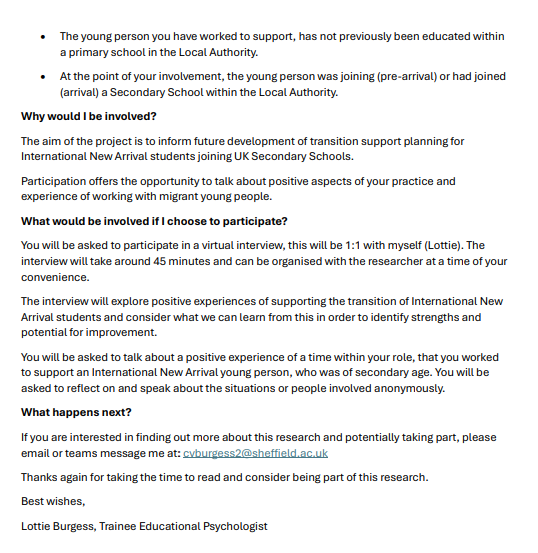 • The young person you have worked to support, has not previously been educated within
a primary school in the Local Authority.
• At the point of your involvement, the young person was joining (pre-arrival) or had joined
(arrival) a Secondary School within the Local Authority.
Why would I be involved?
The aim of the project is to inform future development of transition support planning for
International New Arrival students joining UK Secondary Schools.
Participation offers the opportunity to talk about positive aspects of your practice and
experience of working with migrant young people.
What would be involved if I choose to participate?
You will be asked to participate in a virtual interview, this will be 1:1 with myself (Lottie). The
interview will take around 45 minutes and can be organised with the researcher at a time of your
convenience.
The interview will explore positive experiences of supporting the transition of International New
Arrival students and consider what we can learn from this in order to identify strengths and
potential for improvement.
You will be asked to talk about a positive experience of a time within your role, that you worked
to support an International New Arrival young person, who was of secondary age. You will be
asked to reflect on and speak about the situations or people involved anonymously.
What happens next?
If you are interested in finding out more about this research and potentially taking part, please
email or teams message me at: cvburgess2@sheffield.ac.uk
Thanks again for taking the time to read and consider being part of this research.
Best wishes,
Lottie Burgess, Trainee Educational Psychologist